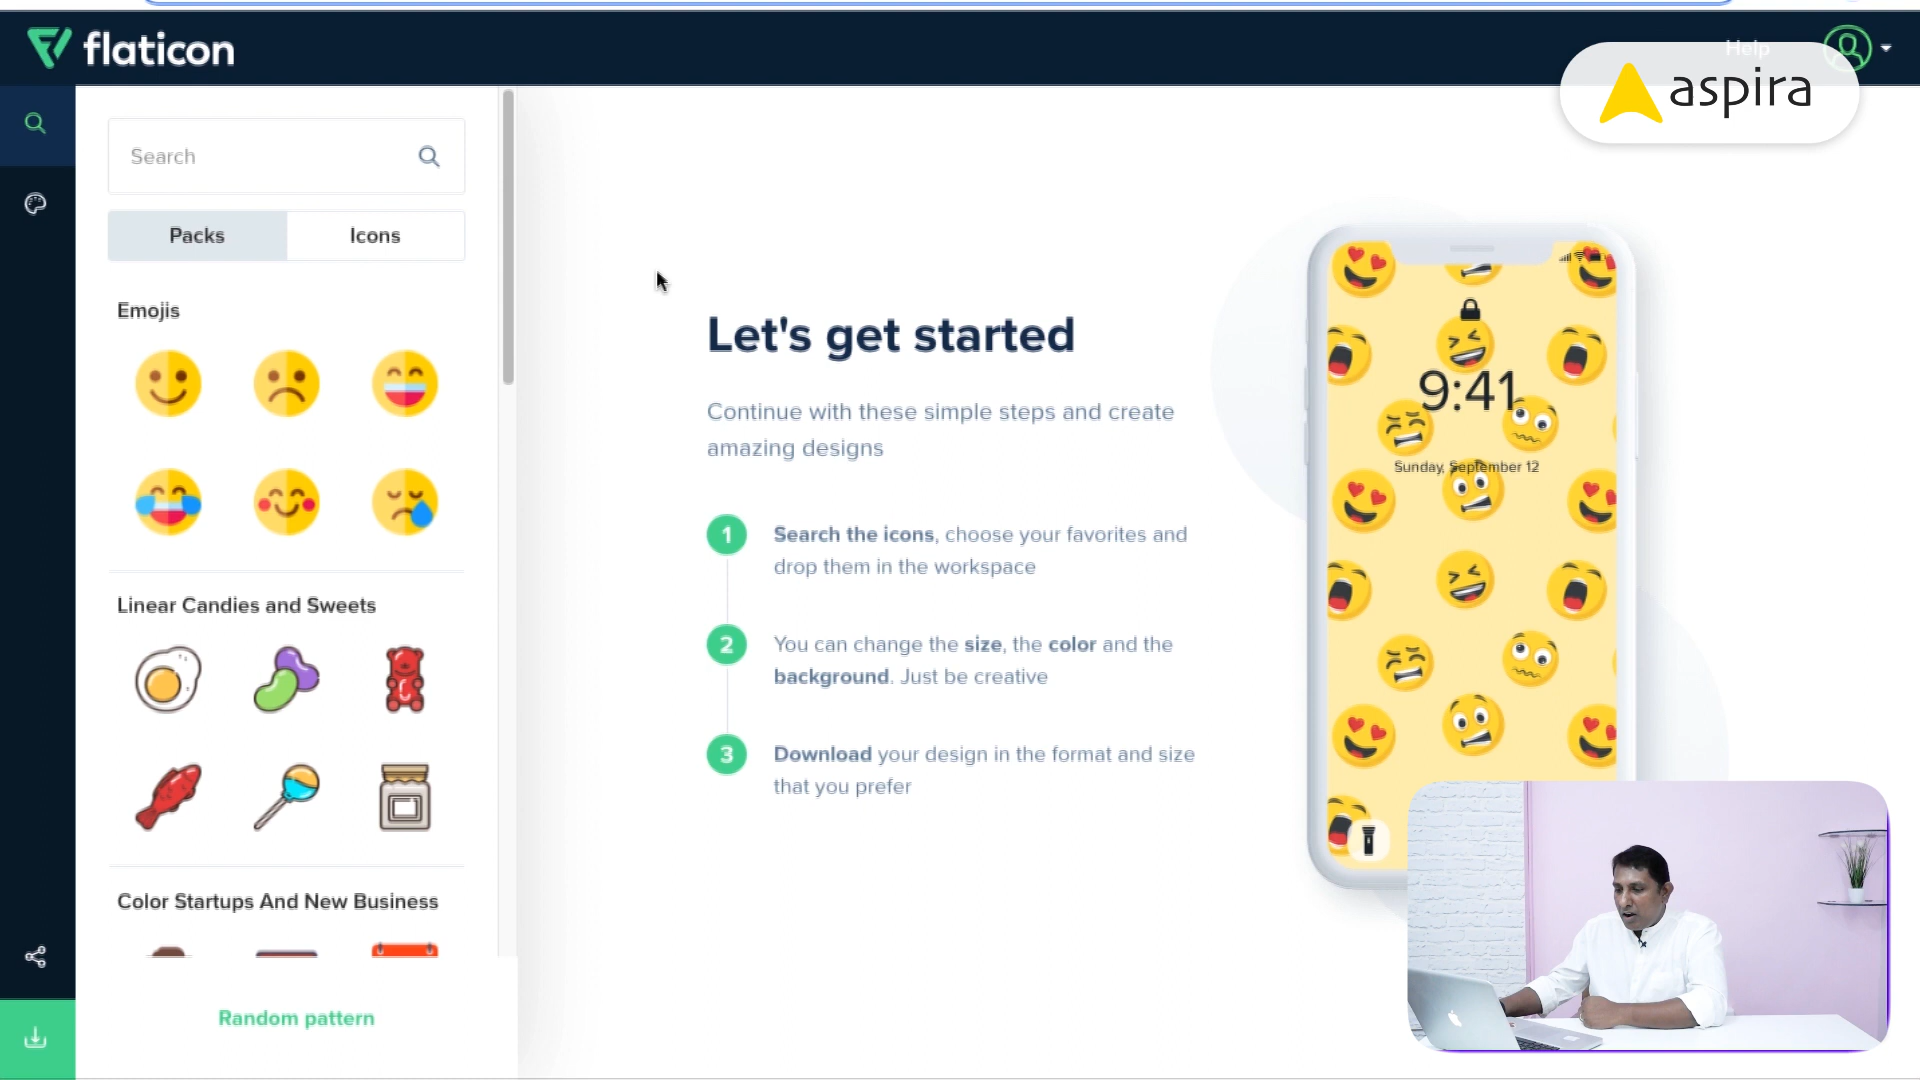 flaticon
Help
aspira
Search
Packs
Icons
Emojis
Linear Candies and Sweets
Color Startups And New Business
Random pattern
Let's get started
Continue with these simple steps and create
amazing designs
1
Search the icons, choose your favorites and
drop them in the workspace
2
You can change the size, the color and the
background. Just be creative
3
Download your design in the format and size
that you prefer
9:41
Sunday, September 12